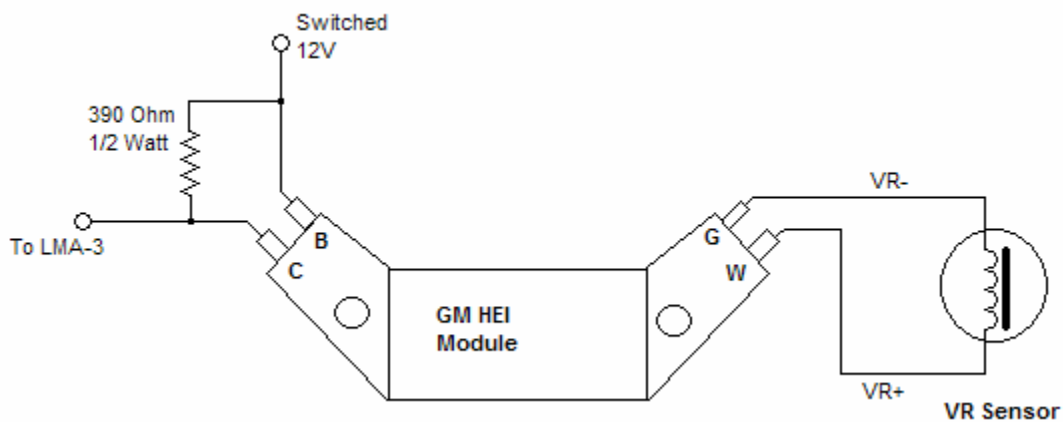 Switched
12V
390 Ohm
1/2 Watt
To LMA-3
B
C
GM HEI
Module
G
W
VR-
VR+
VR Sensor